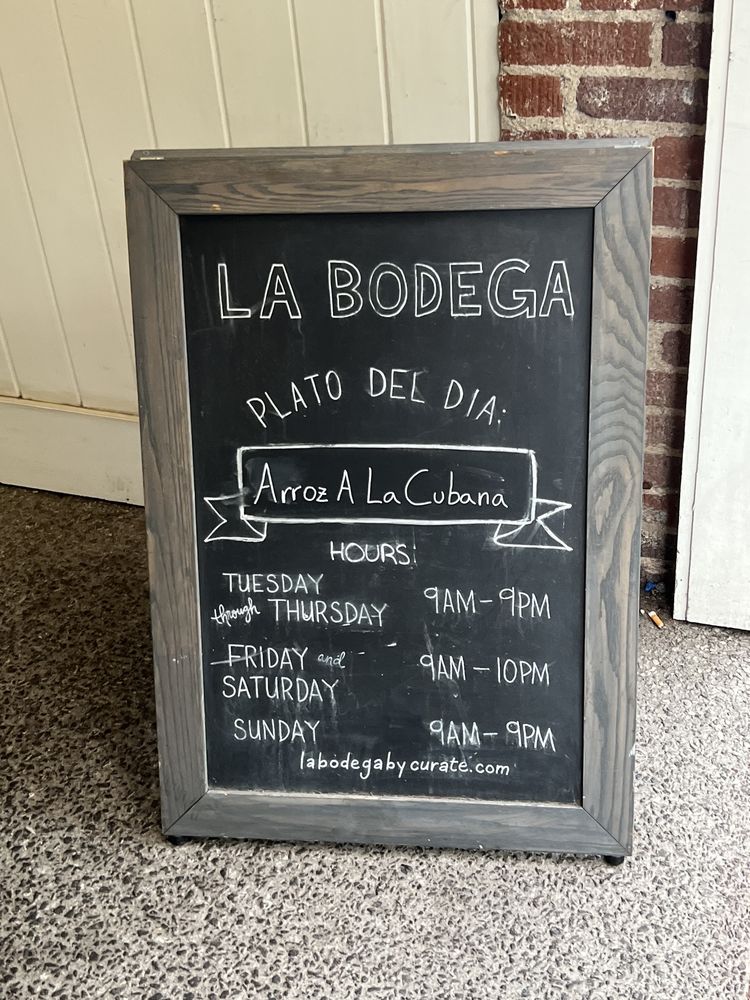 LA BODEGA
PLATO DEL DIA:
Arroz A La Cubana
HOURS:
TUESDAY
through THURSDAY 9AM-9PM
FRIDAY and 9AM-10PM
SATURDAY
SUNDAY 9AM-9PM
labodegabycurate.com